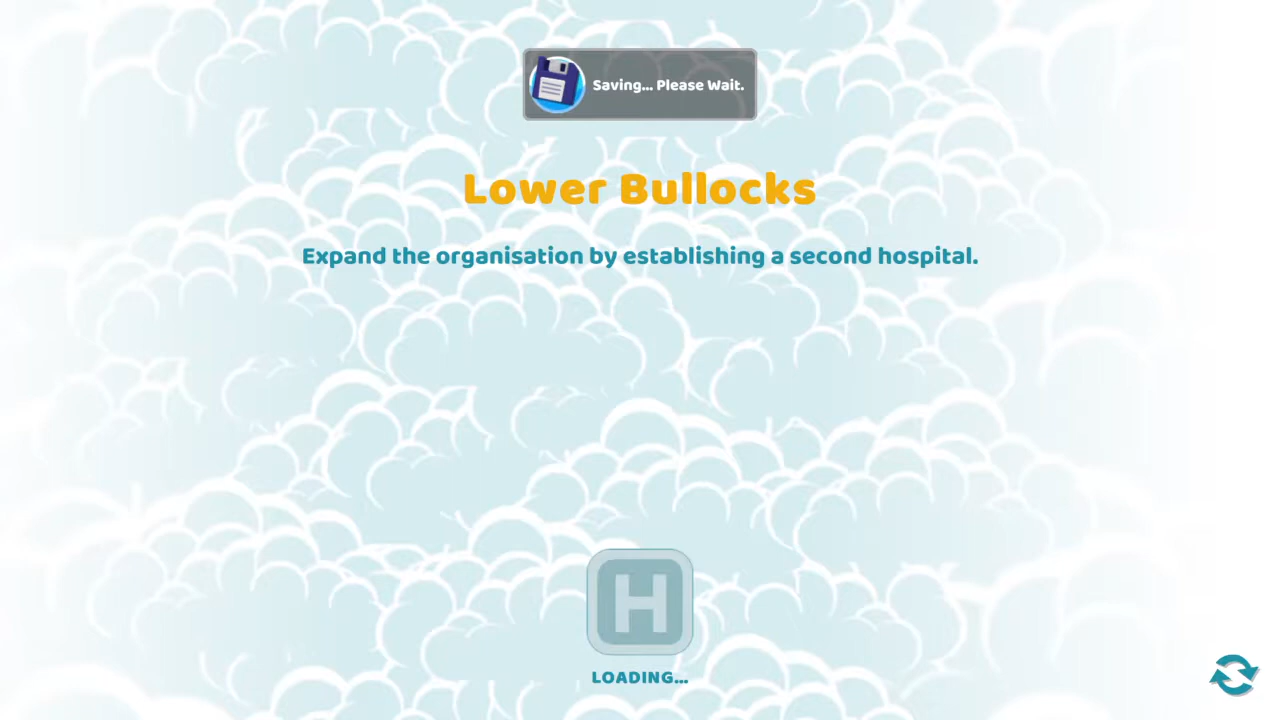 Saving... Please Wait.
Lower Bullocks
Expand the organisation by establishing a second hospital.
H
LOADING...